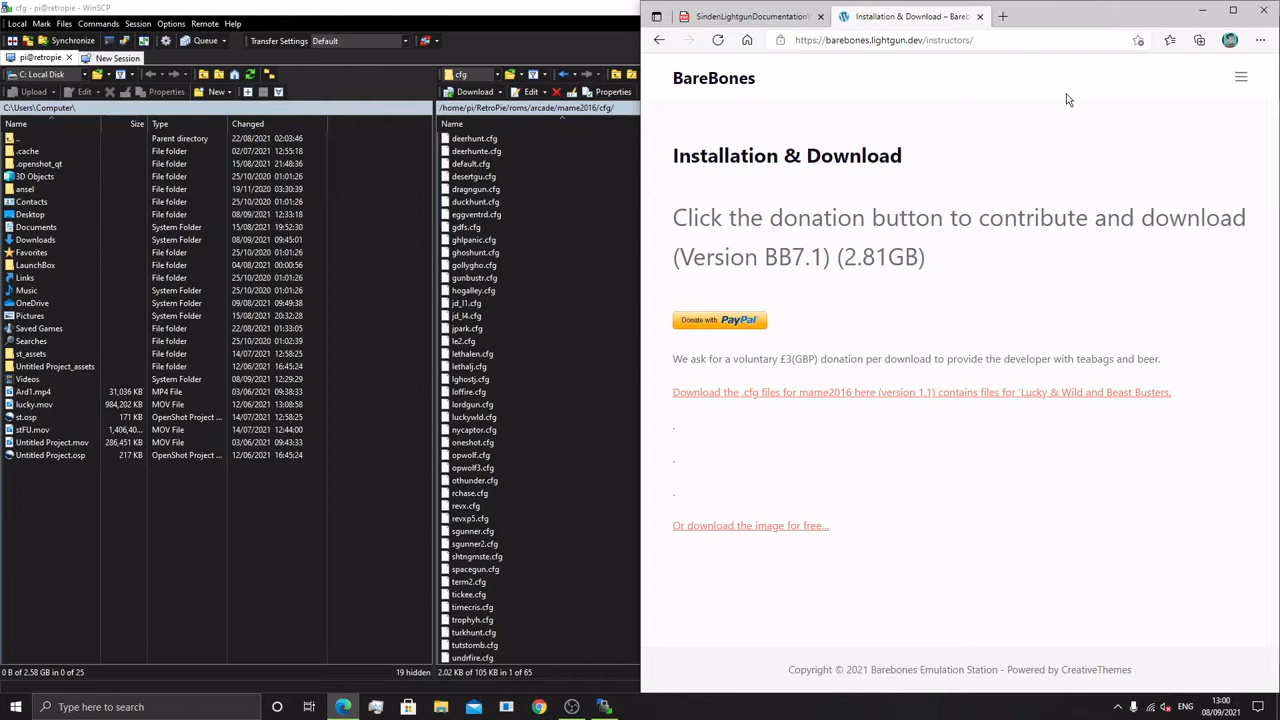 cfg - pi@retropie - WinSCP
Local Mark Files Commands Session Options Remote Help
Synchronize Queue Transfer Settings Default
pi@retropie New Session
C: Local Disk
Upload Edit Properties New
C:\Users\Computer\
Name Size Type Changed
.. Parent directory 22/08/2021 02:03:46
.cache File folder 02/07/2021 12:55:18
.openshot_qt File folder 15/08/2021 21:48:36
3D Objects File folder 25/10/2020 01:01:26
ansel File folder 19/11/2020 03:30:39
Contacts File folder 25/10/2020 01:01:26
Desktop System Folder 08/09/2021 12:33:18
Documents System Folder 15/08/2021 19:52:30
Downloads System Folder 08/09/2021 09:45:01
Favorites System Folder 25/10/2020 01:01:26
LaunchBox File folder 04/08/2021 00:00:56
Links File folder 25/10/2020 01:01:26
Music System Folder 25/10/2020 01:01:26
OneDrive File folder 09/08/2021 09:49:38
Pictures System Folder 15/08/2021 20:32:28
Saved Games File folder 22/08/2021 01:33:05
Searches File folder 25/10/2020 01:02:39
st_assets File folder 14/07/2021 12:58:25
Untitled Project_assets File folder 12/06/2021 16:45:24
Videos System Folder 08/09/2021 12:29:29
Ard1.mp4 31,036 KB MP4 File 03/06/2021 09:38:33
lucky.mov 984,202 KB MOV File 12/06/2021 13:08:58
st.osp 171 KB OpenShot Project ... 14/07/2021 12:58:25
stFU.mov 1,406,40... MOV File 14/07/2021 12:44:00
Untitled Project.mov 286,451 KB MOV File 03/06/2021 09:43:33
Untitled Project.osp 217 KB OpenShot Project ... 12/06/2021 16:45:24
0 B of 2.58 GB in 0 of 25 19 hidden
cfg
Download Edit Properties
/home/pi/RetroPie/roms/arcade/mame2016/cfg/
Name
deerhunt.cfg
deerhunte.cfg
default.cfg
desertgu.cfg
dragngun.cfg
duckhunt.cfg
eggventrd.cfg
gdfs.cfg
ghlpanic.cfg
ghoshunt.cfg
gollygho.cfg
gunbustr.cfg
hogalley.cfg
jd_l1.cfg
jd_l4.cfg
jpark.cfg
le2.cfg
lethalen.cfg
lethalj.cfg
lghostj.cfg
loffire.cfg
lordgun.cfg
luckywld.cfg
nycaptor.cfg
oneshot.cfg
opwolf.cfg
opwolf3.cfg
othunder.cfg
rchase.cfg
revx.cfg
revxp5.cfg
sgunner.cfg
sgunner2.cfg
shtngmste.cfg
spacegun.cfg
term2.cfg
tickee.cfg
timecris.cfg
trophyh.cfg
turkhunt.cfg
tutstomb.cfg
undrfire.cfg
2.02 KB of 105 KB in 1 of 65
SindenLightgunDocumentation Installation & Download – Bareb
https://barebones.lightgun.dev/instructors/
BareBones
Installation & Download
Click the donation button to contribute and download
(Version BB7.1) (2.81GB)
Donate with PayPal
We ask for a voluntary £3(GBP) donation per download to provide the developer with teabags and beer.
Download the .cfg files for mame2016 here (version 1.1) contains files for 'Lucky & Wild and Beast Busters.
.
.
.
Or download the image for free...
Copyright © 2021 Barebones Emulation Station - Powered by CreativeThemes
Type here to search
ENG
13:00
08/09/2021